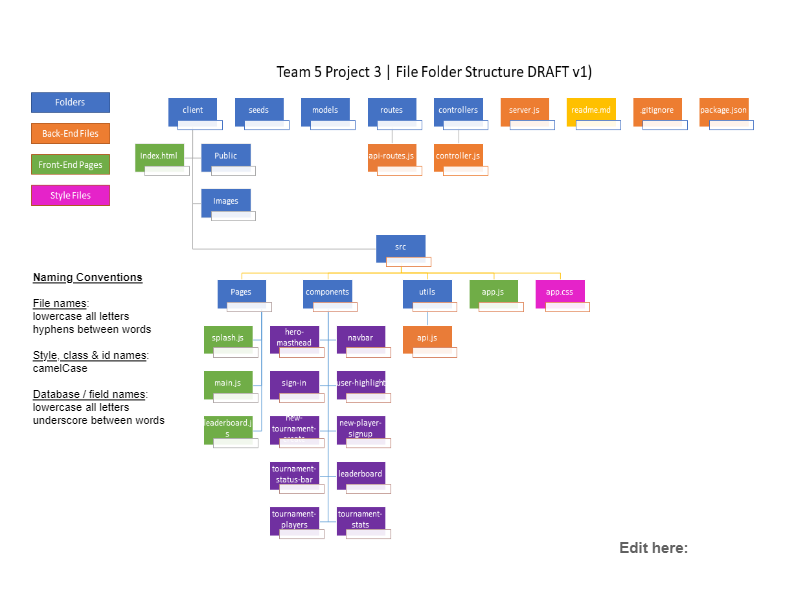 Team 5 Project 3 | File Folder Structure DRAFT v1)
Folders
Back-End Files
Front-End Pages
Style Files
client
seeds
models
routes
controllers
server.js
readme.md
.gitignore
package.json
Index.html
Public
api-routes.js
controller.js
Images
src
Naming Conventions
File names:
lowercase all letters
hyphens between words
Style, class & id names:
camelCase
Database / field names:
lowercase all letters
underscore between words
Pages
components
utils
app.js
app.css
splash.js
hero-
masthead
navbar
api.js
main.js
sign-in
user-highlight
leaderboard.j
s
new-
tournament-
new-player-
signup
tournament-
status-bar
leaderboard
tournament-
players
tournament-
stats
Edit here: